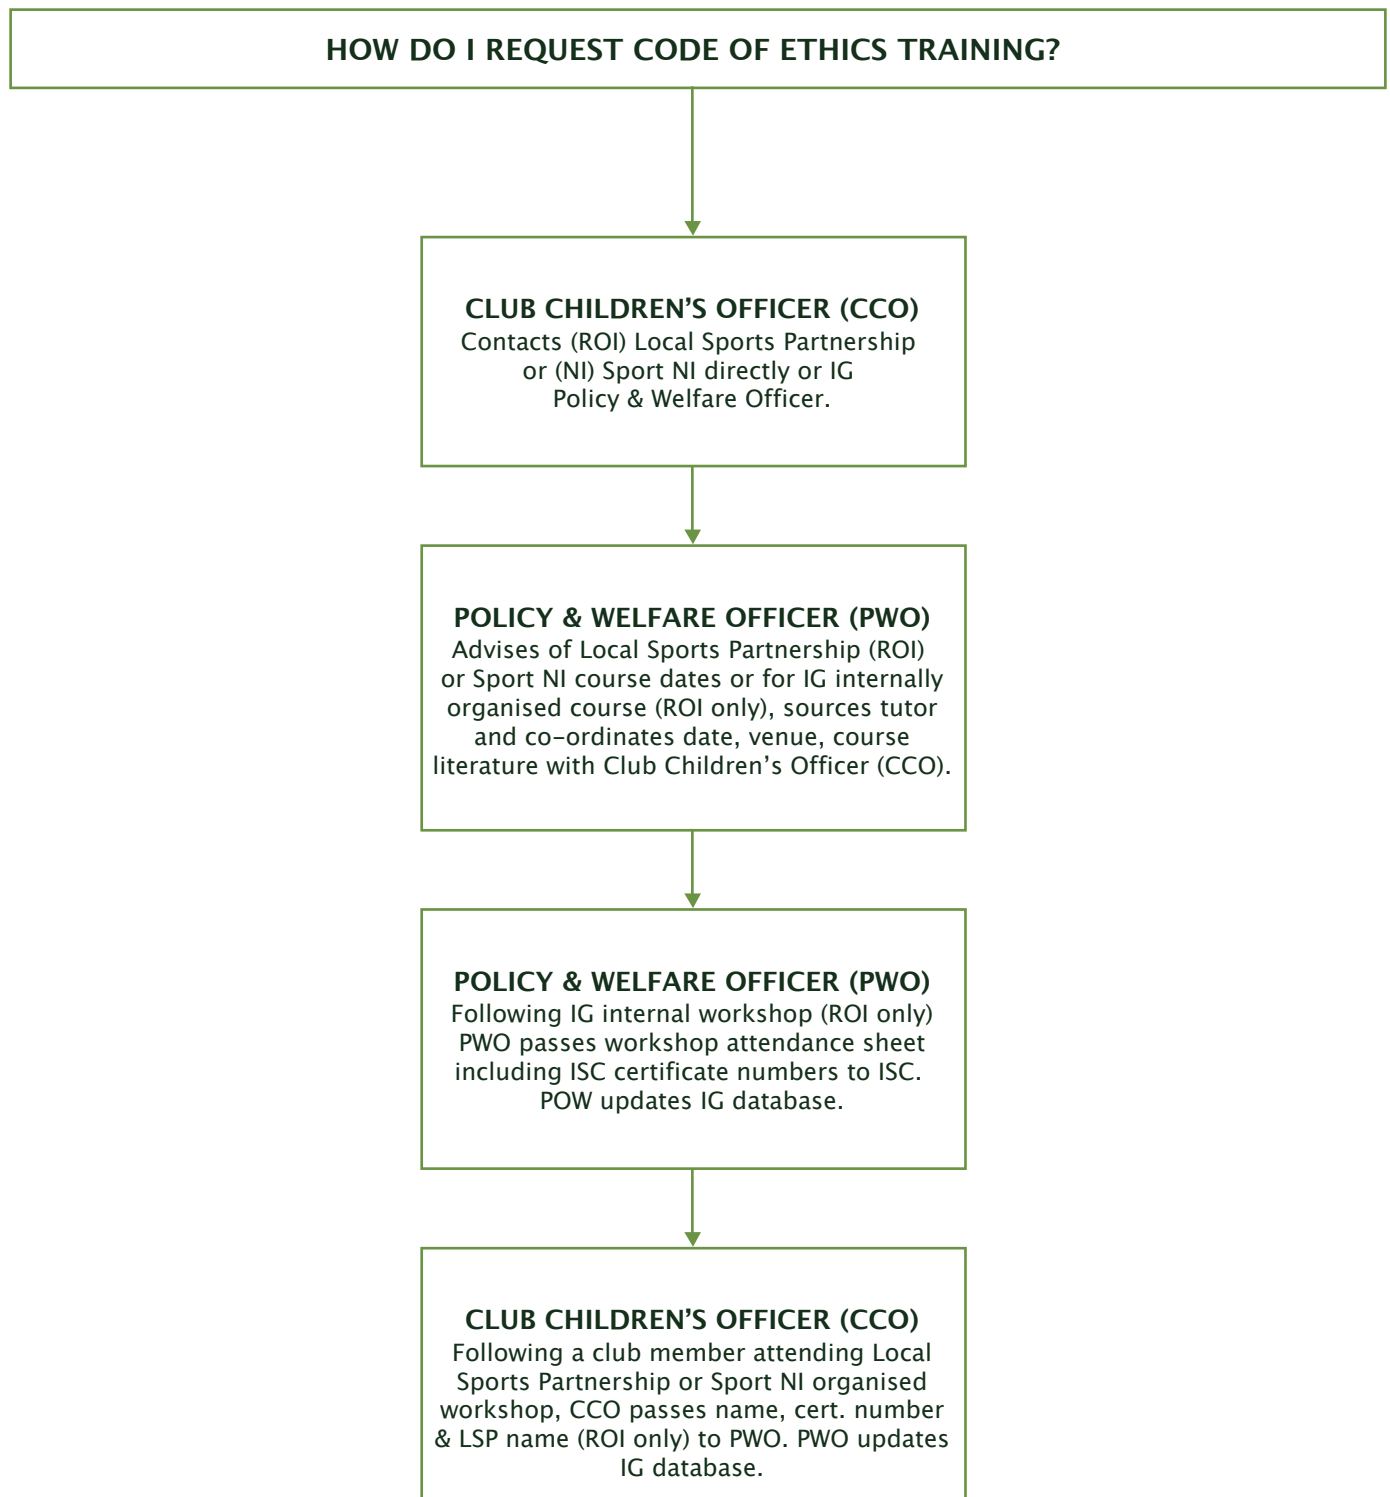 HOW DO I REQUEST CODE OF ETHICS TRAINING?
CLUB CHILDREN’S OFFICER (CCO)
Contacts (ROI) Local Sports Partnership
or (NI) Sport NI directly or IG
Policy & Welfare Officer.
POLICY & WELFARE OFFICER (PWO)
Advises of Local Sports Partnership (ROI)
or Sport NI course dates or for IG internally
organised course (ROI only), sources tutor
and co–ordinates date, venue, course
literature with Club Children’s Officer (CCO).
POLICY & WELFARE OFFICER (PWO)
Following IG internal workshop (ROI only)
PWO passes workshop attendance sheet
including ISC certificate numbers to ISC.
POW updates IG database.
CLUB CHILDREN’S OFFICER (CCO)
Following a club member attending Local
Sports Partnership or Sport NI organised
workshop, CCO passes name, cert. number
& LSP name (ROI only) to PWO. PWO updates
IG database.